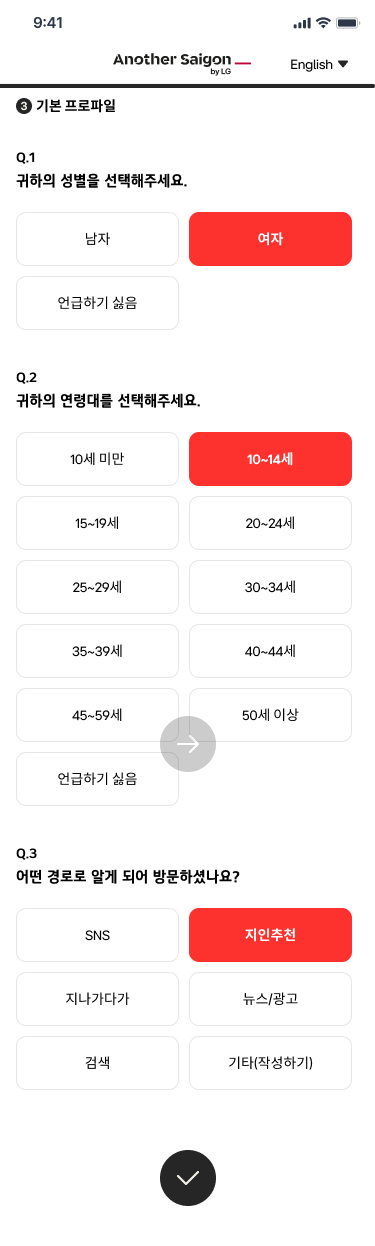 9:41
Another Saigon
by LG
English
3 기본 프로파일
Q.1
귀하의 성별을 선택해주세요.
남자
여자
언급하기 싫음
Q.2
귀하의 연령대를 선택해주세요.
10세 미만
10~14세
15~19세
20~24세
25~29세
30~34세
35~39세
40~44세
45~59세
50세 이상
언급하기 싫음
Q.3
어떤 경로로 알게 되어 방문하셨나요?
SNS
지인추천
지나가다가
뉴스/광고
검색
기타(작성하기)